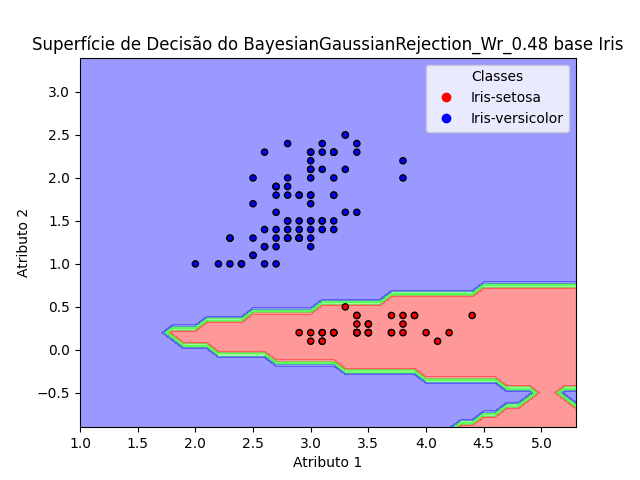 Superfície de Decisão do BayesianGaussianRejection_Wr_0.48 base Iris
Classes
Iris-setosa
Iris-versicolor
3.0
2.5
2.0
1.5
1.0
0.5
0.0
−0.5
Atributo 2
1.0 1.5 2.0 2.5 3.0 3.5 4.0 4.5 5.0
Atributo 1